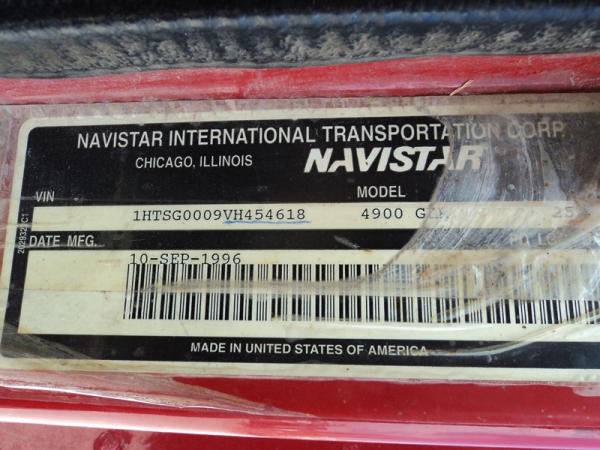 NAVISTAR INTERNATIONAL TRANSPORTATION CORP.
CHICAGO, ILLINOIS NAVISTAR
VIN MODEL
1HTSG0009VH454618 4900 25
DATE MFG.
10-SEP-1996
MADE IN UNITED STATES OF AMERICA